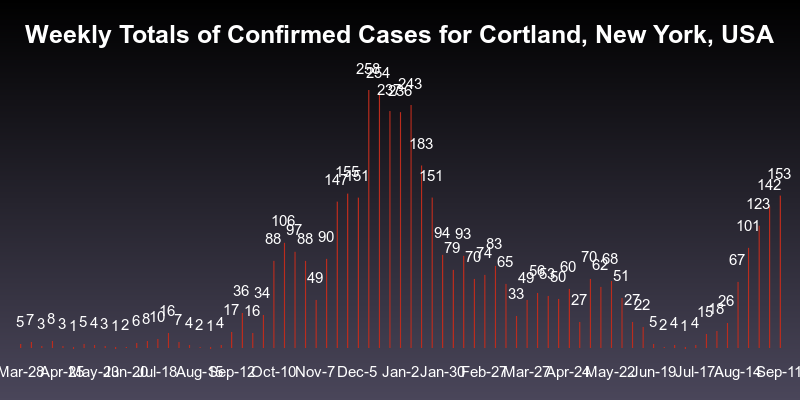 Weekly Totals of Confirmed Cases for Cortland, New York, USA
5 7 3 8 3 1 5 4 3 1 2 6 8 10 16 7 4 2 1 4 17 36 16 34 88 106 97 88 49 90 147 155 151 258 254 237 236 243 183 151 94 79 93 70 74 83 65 33 49 56 53 50 60 27 70 62 68 51 27 22 5 2 4 1 4 15 18 26 67 101 123 142 153
Mar-28 Apr-25 May-23 Jun-20 Jul-18 Aug-15 Sep-12 Oct-10 Nov-7 Dec-5 Jan-2 Jan-30 Feb-27 Mar-27 Apr-24 May-22 Jun-19 Jul-17 Aug-14 Sep-11